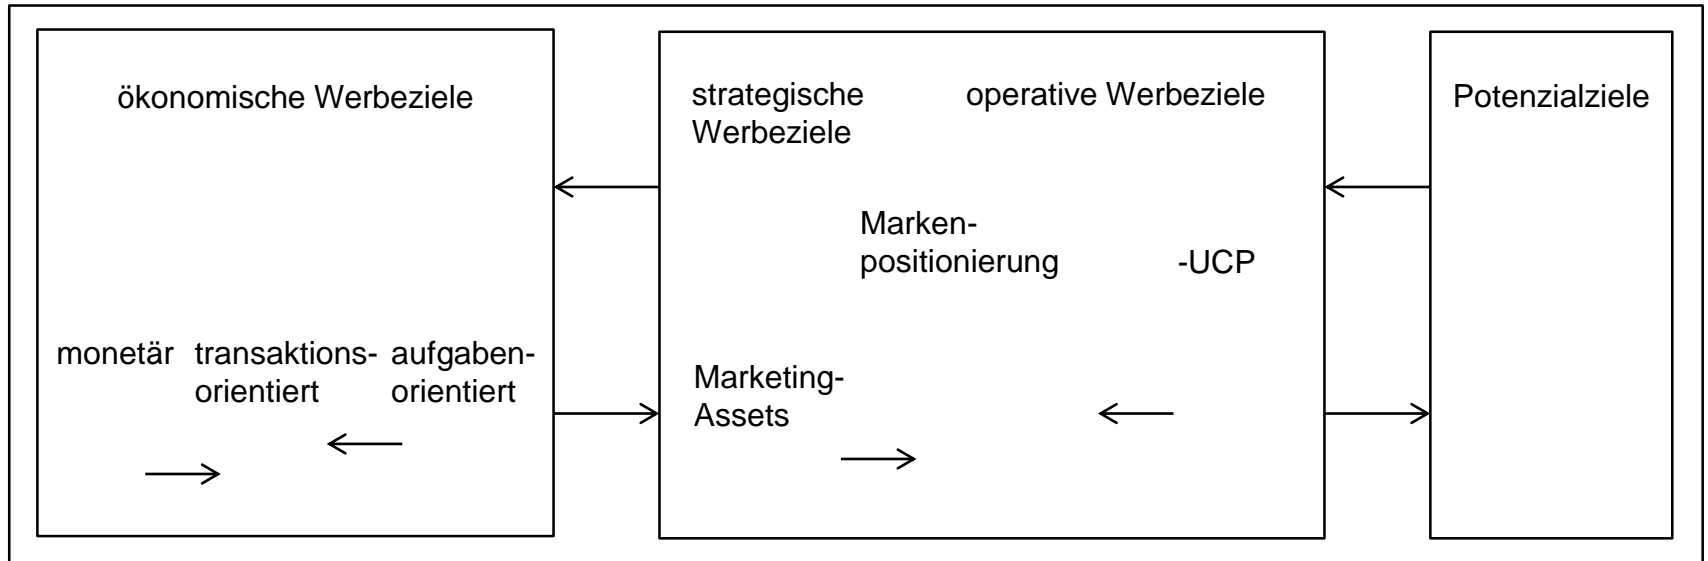 ökonomische Werbeziele
monetär
transaktions-
orientiert
aufgaben-
orientiert
strategische
Werbeziele
operative Werbeziele
Marken-
positionierung
-UCP
Marketing-
Assets
Potenzialziele